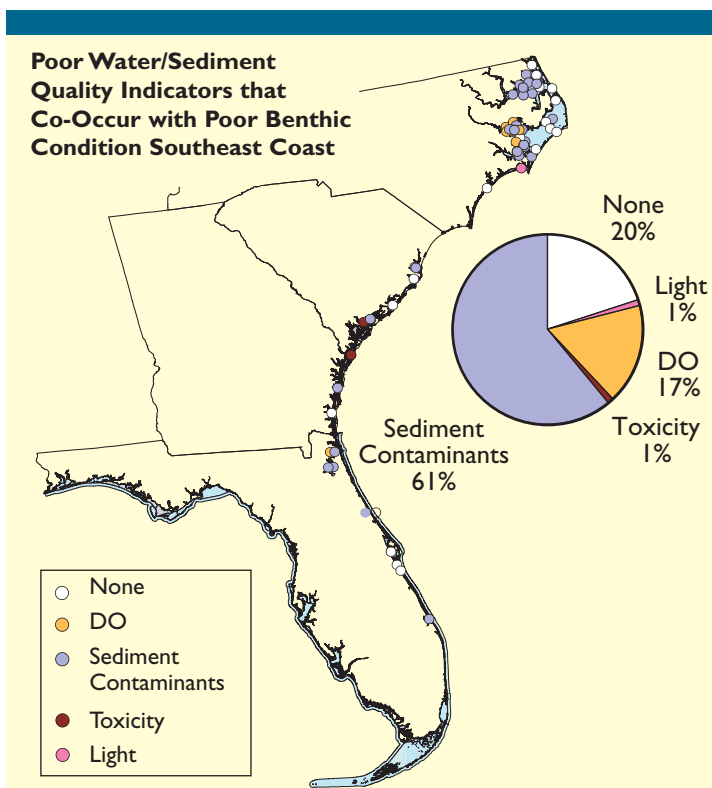 Poor Water/Sediment
Quality Indicators that
Co-Occur with Poor Benthic
Condition Southeast Coast
None
20%
Light
1%
DO
17%
Toxicity
1%
Sediment
Contaminants
61%
None
DO
Sediment
Contaminants
Toxicity
Light